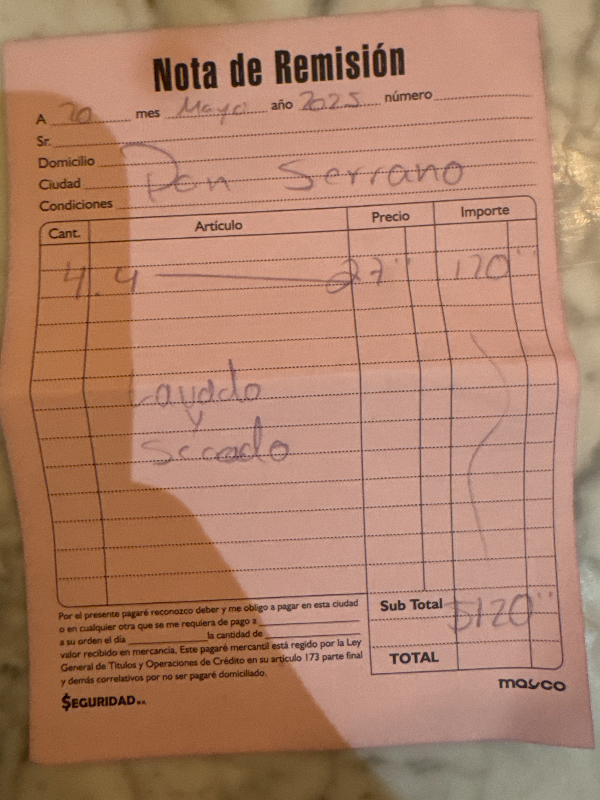 Nota de Remisión
A 20 mes Mayo año 2025 número
Sr.
Domicilio
Ciudad Don Serrano
Condiciones
Cant. Artículo Precio Importe
4.4 27 120
Lavado
y
Secado
Por el presente pagaré reconozco deber y me obligo a pagar en esta ciudad
o en cualquier otra que se me requiera de pago a
a su orden el día la cantidad de
valor recibido en mercancía. Este pagaré mercantil está regido por la Ley
General de Títulos y Operaciones de Crédito en su artículo 173 parte final
y demás correlativos por no ser pagaré domiciliado.
Sub Total $120
TOTAL
mayco
$EGURIDAD M.R.